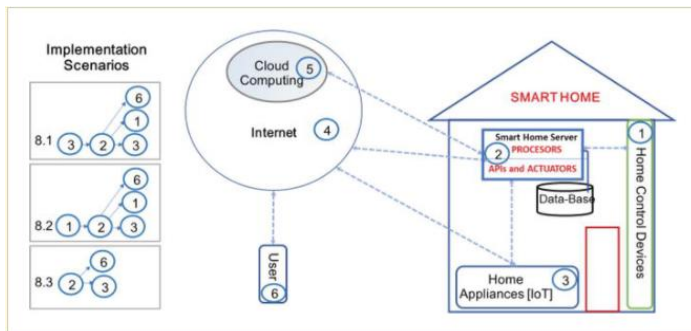 Implementation
Scenarios
6
1
8.1
3
2
3
6
1
8.2
1
2
3
6
8.3
2
3
Cloud
Computing
5
Internet
4
User
6
SMART HOME
Smart Home Server
2
PROCESORS
APIs and ACTUATORS
Data-Base
1
Home Control Devices
Home
Appliances [IoT]
3